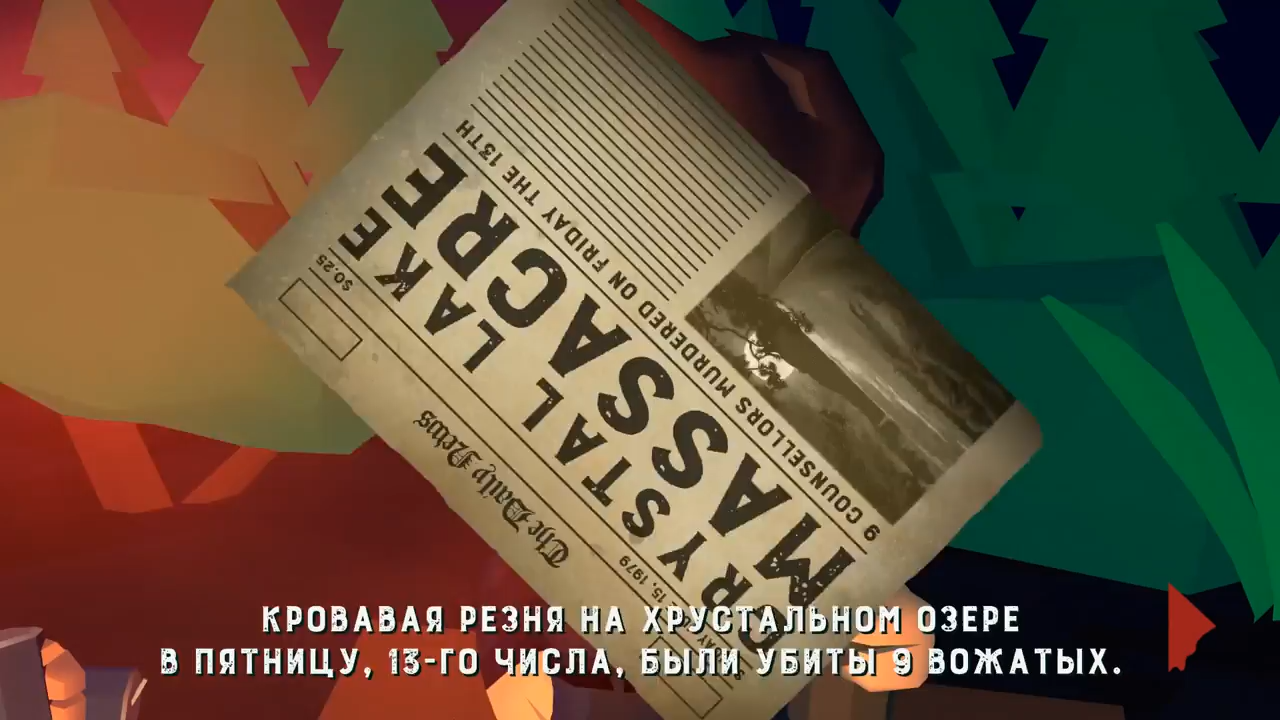 The Daily News
15, 1979
$0.25
CRYSTAL LAKE
MASSACRE
9 COUNSELLORS MURDERED ON FRIDAY THE 13TH
КРОВАВАЯ РЕЗНЯ НА ХРУСТАЛЬНОМ ОЗЕРЕ
В ПЯТНИЦУ, 13-ГО ЧИСЛА, БЫЛИ УБИТЫ 9 ВОЖАТЫХ.